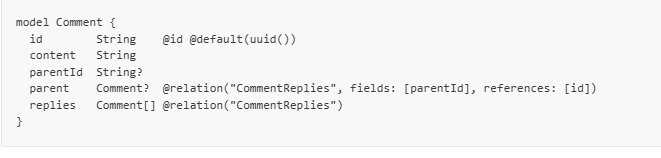 model Comment {
  id        String    @id @default(uuid())
  content   String
  parentId  String?
  parent    Comment?  @relation("CommentReplies", fields: [parentId], references: [id])
  replies   Comment[] @relation("CommentReplies")
}